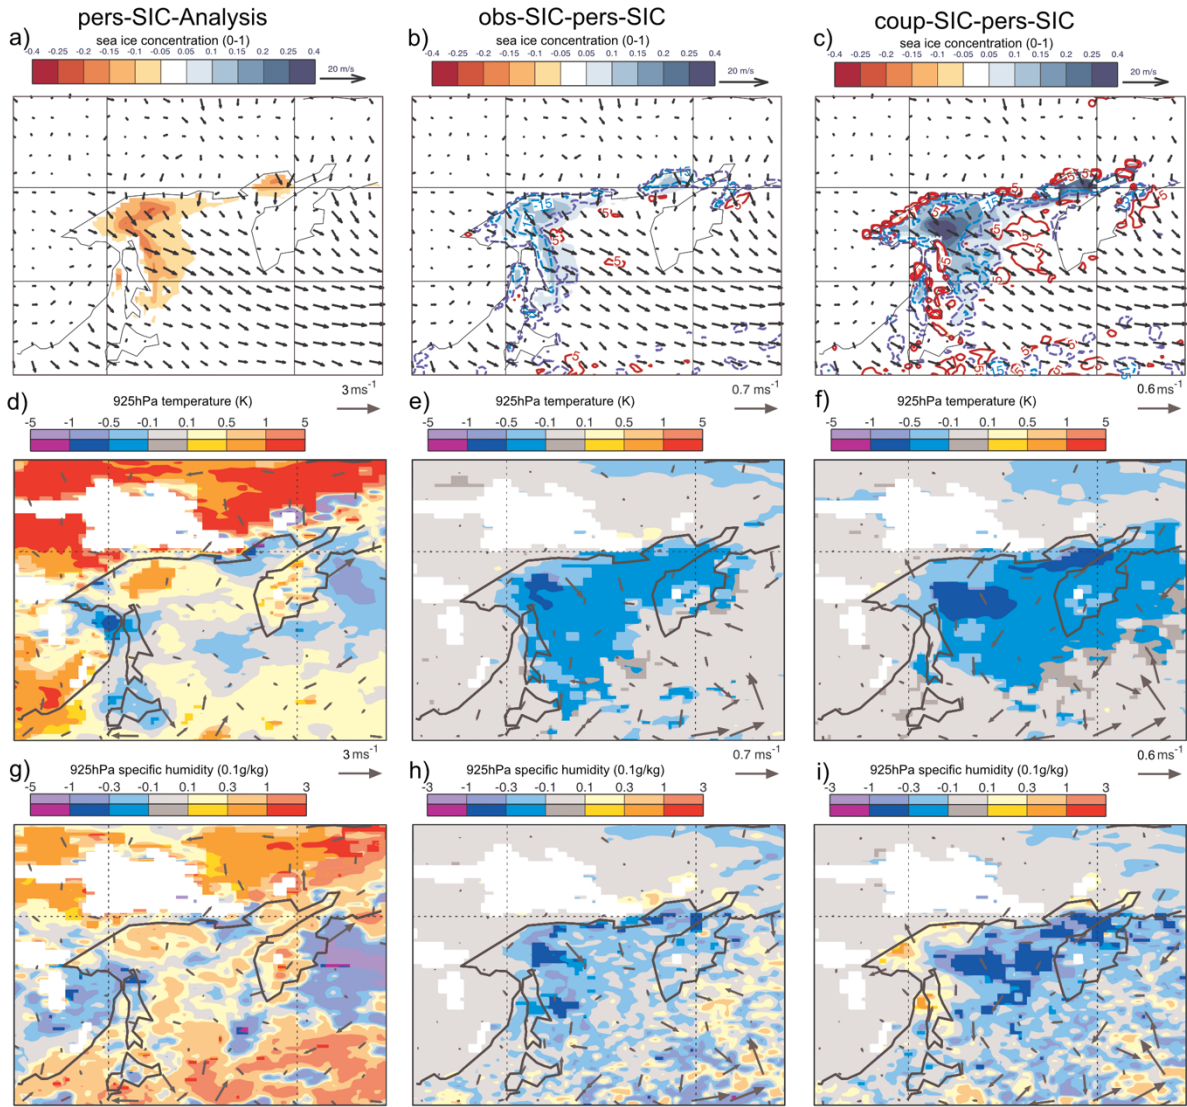 pers-SIC-Analysis obs-SIC-pers-SIC coup-SIC-pers-SIC
a) sea ice concentration (0-1) b) sea ice concentration (0-1) c) sea ice concentration (0-1)
-0.4 -0.25 -0.2 -0.15 -0.1 -0.05 0.05 0.1 0.15 0.2 0.25 0.4 20 m/s
-0.4 -0.25 -0.2 -0.15 -0.1 -0.05 0.05 0.1 0.15 0.2 0.25 0.4 20 m/s
-0.4 -0.25 -0.2 -0.15 -0.1 -0.05 0.05 0.1 0.15 0.2 0.25 0.4 20 m/s
3 ms-1 0.7 ms-1 0.6 ms-1
d) 925hPa temperature (K) e) 925hPa temperature (K) f) 925hPa temperature (K)
-5 -1 -0.5 -0.1 0.1 0.5 1 5
-5 -1 -0.5 -0.1 0.1 0.5 1 5
-5 -1 -0.5 -0.1 0.1 0.5 1 5
3 ms-1 0.7 ms-1 0.6 ms-1
g) 925hPa specific humidity (0.1g/kg) h) 925hPa specific humidity (0.1g/kg) i) 925hPa specific humidity (0.1g/kg)
-5 -1 -0.3 -0.1 0.1 0.3 1 3
-3 -1 -0.3 -0.1 0.1 0.3 1 3
-3 -1 -0.3 -0.1 0.1 0.3 1 3